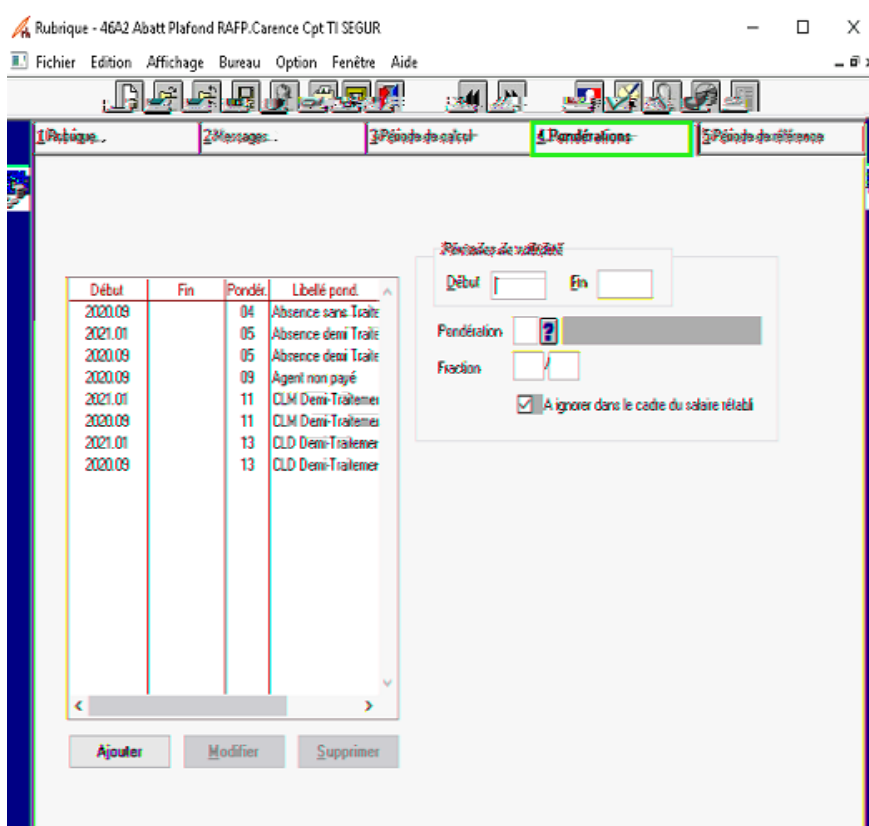 Rubrique - 46A2 Abatt Plafond RAFP.Carence Cpt TI SEGUR
Fichier Edition Affichage Bureau Option Fenêtre Aide
1 Rubrique... 2 Messages... 3 Période de calcul 4 Pondérations 5 Période de référence
Périodes de validité
Début Fin
Début Fin Pondér. Libellé pond.
2020.09 04 Absence sans Traite
2021.01 05 Absence demi Traite
2020.09 05 Absence demi Traite
2020.09 09 Agent non payé
2021.01 11 CLM Demi-Traitemer
2020.09 11 CLM Demi-Traitemer
2021.01 13 CLD Demi-Traitemer
2020.09 13 CLD Demi-Traitemer
Pondération ?
Fraction /
A ignorer dans le cadre du salaire rétabli
Ajouter Modifier Supprimer